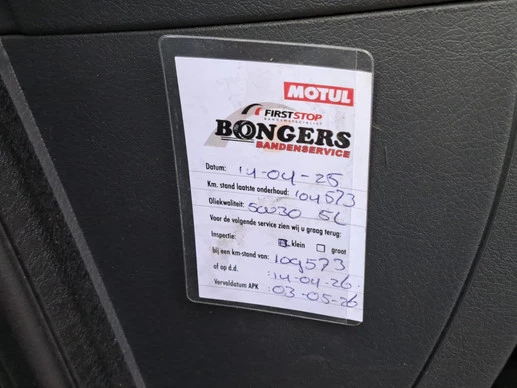 MOTUL
FIRSTSTOP
BONGERS
BANDENSERVICE
Datum: 14-04-25
Km. stand laatste onderhoud: 104573
Oliekwaliteit: 50030 5L
Voor de volgende service zien wij u graag terug:
Inspectie: klein groot
bij een km-stand van: 109573
of op d.d. :14-04-26
Vervaldatum APK :03-05-26